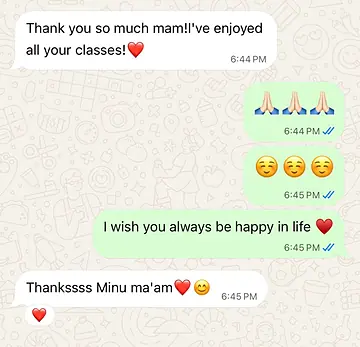 Thank you so much mam!I've enjoyed
all your classes!❤️
6:44 PM
🙏🏻🙏🏻🙏🏻
6:44 PM
☺️☺️☺️
6:45 PM
I wish you always be happy in life ♥️
6:45 PM
Thankssss Minu ma'am❤️😊
6:45 PM
❤️